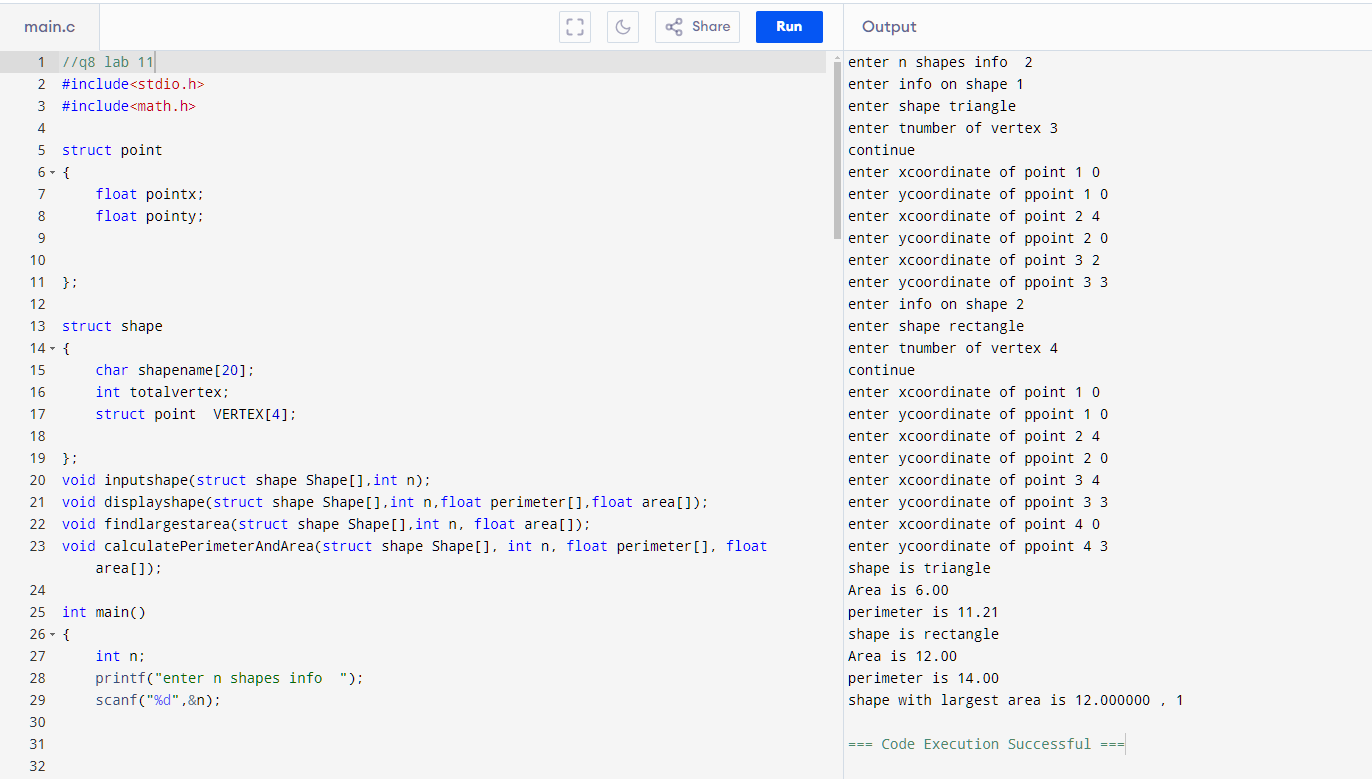 main.c
Share
Run
Output
1 //q8 lab 11
2 #include<stdio.h>
3 #include<math.h>
4
5 struct point
6 {
7 float pointx;
8 float pointy;
9
10
11 };
12
13 struct shape
14 {
15 char shapename[20];
16 int totalvertex;
17 struct point  VERTEX[4];
18
19 };
20 void inputshape(struct shape Shape[],int n);
21 void displayshape(struct shape Shape[],int n,float perimeter[],float area[]);
22 void findlargestarea(struct shape Shape[],int n, float area[]);
23 void calculatePerimeterAndArea(struct shape Shape[], int n, float perimeter[], float
area[]);
24
25 int main()
26 {
27 int n;
28 printf("enter n shapes info  ");
29 scanf("%d",&n);
30
31
32
enter n shapes info  2
enter info on shape 1
enter shape triangle
enter tnumber of vertex 3
continue
enter xcoordinate of point 1 0
enter ycoordinate of ppoint 1 0
enter xcoordinate of point 2 4
enter ycoordinate of ppoint 2 0
enter xcoordinate of point 3 2
enter ycoordinate of ppoint 3 3
enter info on shape 2
enter shape rectangle
enter tnumber of vertex 4
continue
enter xcoordinate of point 1 0
enter ycoordinate of ppoint 1 0
enter xcoordinate of point 2 4
enter ycoordinate of ppoint 2 0
enter xcoordinate of point 3 4
enter ycoordinate of ppoint 3 3
enter xcoordinate of point 4 0
enter ycoordinate of ppoint 4 3
shape is triangle
Area is 6.00
perimeter is 11.21
shape is rectangle
Area is 12.00
perimeter is 14.00
shape with largest area is 12.000000 , 1
=== Code Execution Successful ===